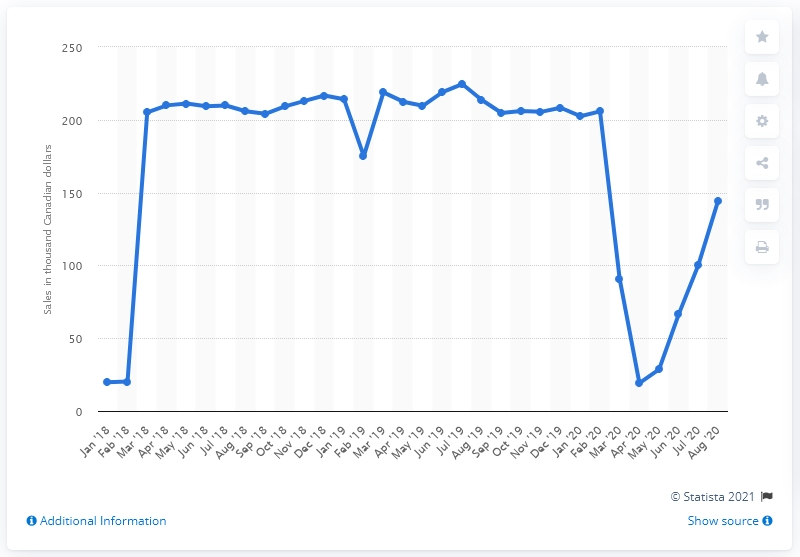 250
200
150
100
50
0
Sales in thousand Canadian dollars
Jan '18
Feb '18
Mar '18
Apr '18
May '18
Jun '18
Jul '18
Aug '18
Sep '18
Oct '18
Nov '18
Dec '18
Jan '19
Feb '19
Mar '19
Apr '19
May '19
Jun '19
Jul '19
Aug '19
Sep '19
Oct '19
Nov '19
Dec '19
Jan '20
Feb '20
Mar '20
Apr '20
May '20
Jun '20
Jul '20
Aug '20
© Statista 2021
Additional Information
Show source